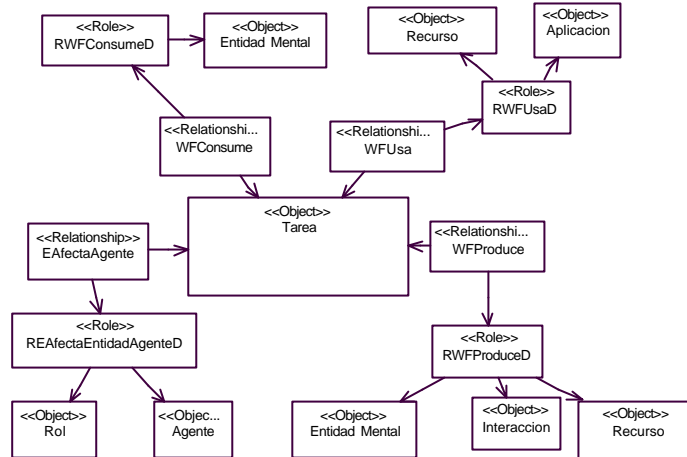 <<Role>>
RWFConsumeD
<<Object>>
Entidad Mental
<<Object>>
Recurso
<<Object>>
Aplicacion
<<Role>>
RWFUsaD
<<Relationshi...
WFConsume
<<Relationshi...
WFUsa
<<Object>>
Tarea
<<Relationship>>
EAfectaAgente
<<Relationshi...
WFProduce
<<Role>>
REAfectaEntidadAgenteD
<<Role>>
RWFProduceD
<<Object>>
Rol
<<Objec...
Agente
<<Object>>
Entidad Mental
<<Object>>
Interaccion
<<Object>>
Recurso